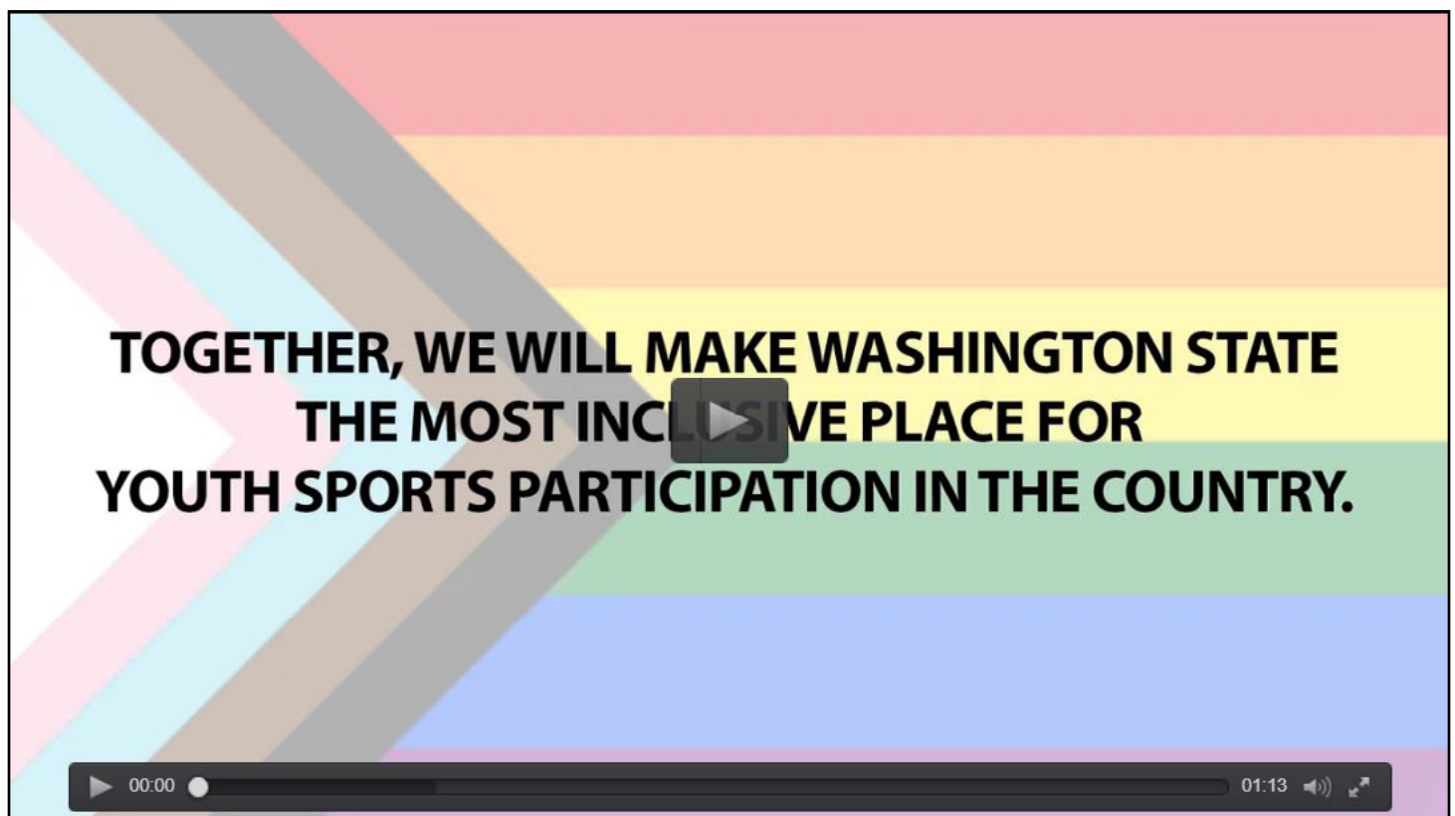 TOGETHER, WE WILL MAKE WASHINGTON STATE
THE MOST INCLUSIVE PLACE FOR
YOUTH SPORTS PARTICIPATION IN THE COUNTRY.
00:00 01:13